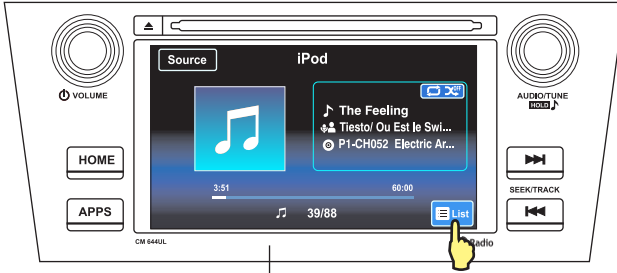 Source
iPod
VOLUME
AUDIO/TUNE
HOLD
OFF
The Feeling
Tiesto/ Ou Est le Swi...
P1-CH052 Electric Ar...
HOME
3:51
60:00
SEEK/TRACK
APPS
39/88
List
CM 644UL
Radio